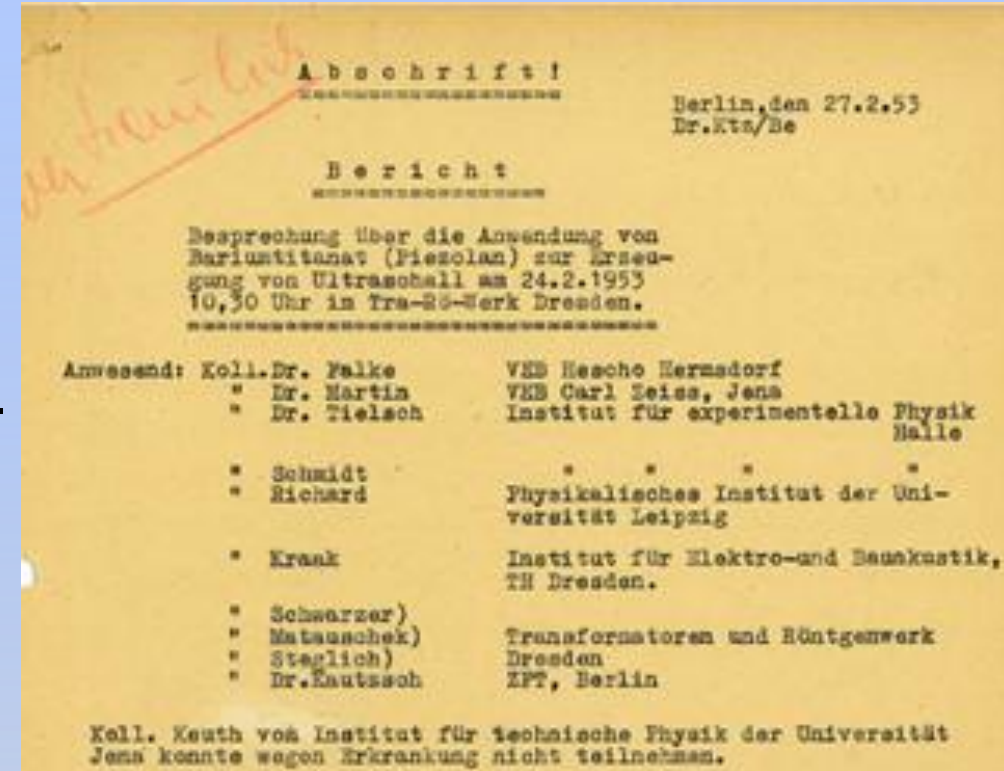 vertraulich
Abschrift!
Berlin,den 27.2.53
Dr.Ktz/Be
Bericht
Besprechung über die Anwendung von
Bariumtitanat (Piezolan) zur Erzeu-
gung von Ultraschall am 24.2.1953
10,30 Uhr im Tra-Rö-Werk Dresden.
Anwesend: Koll.Dr. Falke VEB Hescho Hermsdorf
" Dr. Martin VEB Carl Zeiss, Jena
" Dr. Tielsch Institut für experimentelle Physik
Halle
" Schmidt " " " "
" Richard Physikalisches Institut der Uni-
versität Leipzig
" Kraak Institut für Elektro-und Bauakustik,
TH Dresden.
" Schwarzer)
" Matauschek) Transformatoren und Röntgenwerk
" Steglich) Dresden
" Dr.Kautzsch ZFT, Berlin
Koll. Keuth vom Institut für technische Physik der Universität
Jena konnte wegen Erkrankung nicht teilnehmen.